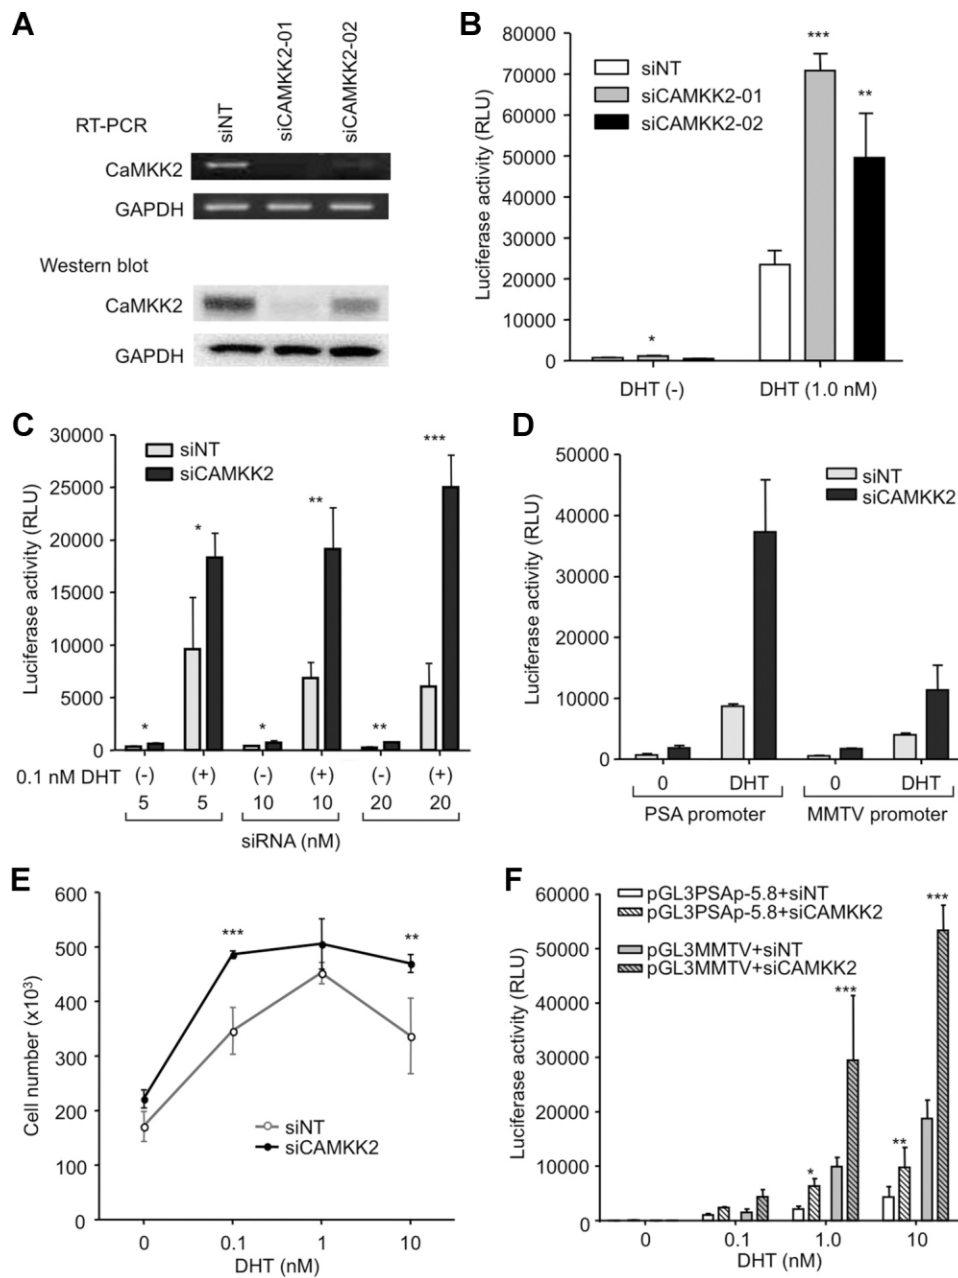 A
siNT
siCAMKK2-01
siCAMKK2-02
RT-PCR
CaMKK2
GAPDH
Western blot
CaMKK2
GAPDH
B
Luciferase activity (RLU)
80000
70000
60000
50000
40000
30000
20000
10000
0
siNT
siCAMKK2-01
siCAMKK2-02
*
***
**
DHT (-)
DHT (1.0 nM)
C
Luciferase activity (RLU)
30000
25000
20000
15000
10000
5000
0
siNT
siCAMKK2
* * * ** ** ***
0.1 nM DHT (-) (+) (-) (+) (-) (+)
5 5 10 10 20 20
siRNA (nM)
D
Luciferase activity (RLU)
50000
40000
30000
20000
10000
0
siNT
siCAMKK2
0 DHT 0 DHT
PSA promoter MMTV promoter
E
Cell number (x10³)
600
500
400
300
200
100
0
***
**
siNT
siCAMKK2
0 0.1 1 10
DHT (nM)
F
Luciferase activity (RLU)
60000
50000
40000
30000
20000
10000
0
pGL3PSAp-5.8+siNT
pGL3PSAp-5.8+siCAMKK2
pGL3MMTV+siNT
pGL3MMTV+siCAMKK2
* *** ** ***
0 0.1 1.0 10
DHT (nM)